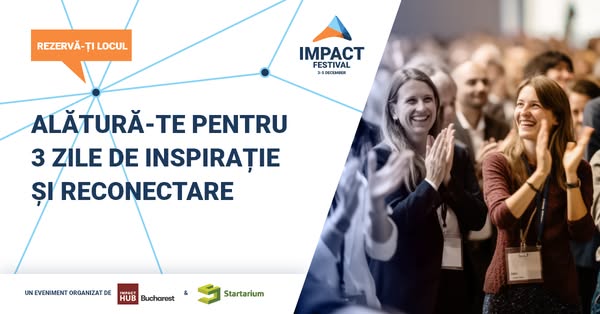 REZERVĂ-ȚI LOCUL
IMPACT
FESTIVAL
3-5 DECEMBER
ALĂTURĂ-TE PENTRU
3 ZILE DE INSPIRAȚIE
ȘI RECONECTARE
UN EVENIMENT ORGANIZAT DE
IMPACT
HUB
Bucharest
&
Startarium